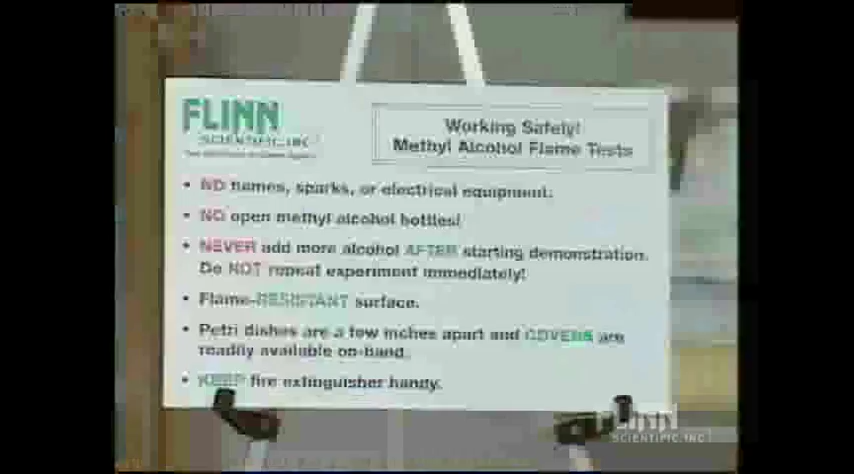 FLINN
SCIENTIFIC, INC.
Working Safely!
Methyl Alcohol Flame Tests
• NO flames, sparks, or electrical equipment.
• NO open methyl alcohol bottles!
• NEVER add more alcohol AFTER starting demonstration.
Do NOT repeat experiment immediately!
• Flame-RESISTANT surface.
• Petri dishes are a few inches apart and COVERS are
readily available on-hand.
• KEEP fire extinguisher handy.
FLINN
SCIENTIFIC, INC.